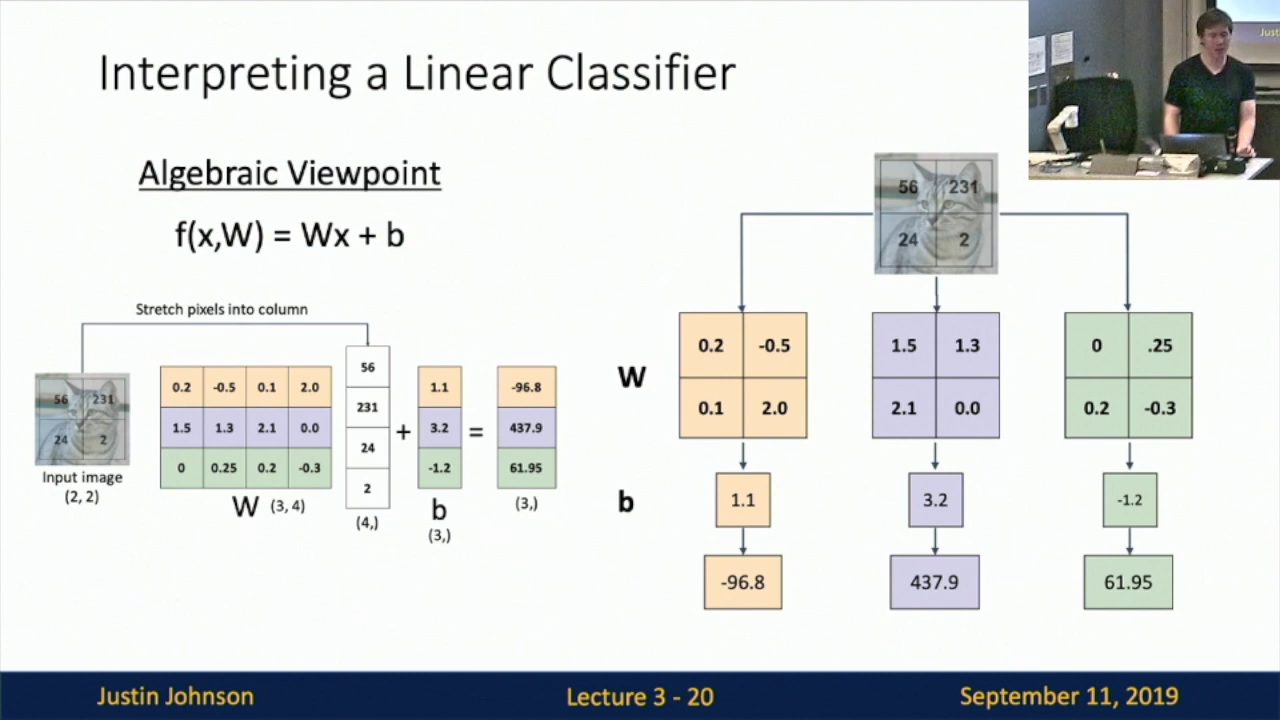 Interpreting a Linear Classifier
Just
Algebraic Viewpoint
f(x,W) = Wx + b
Stretch pixels into column
56 231
24 2
Input image
(2, 2)
0.2 -0.5 0.1 2.0
1.5 1.3 2.1 0.0
0 0.25 0.2 -0.3
W (3, 4)
56
231
24
2
(4,)
+
1.1
3.2
-1.2
b
(3,)
=
-96.8
437.9
61.95
(3,)
56 231
24 2
W
0.2 -0.5
0.1 2.0
1.5 1.3
2.1 0.0
0 .25
0.2 -0.3
b
1.1 3.2 -1.2
-96.8 437.9 61.95
Justin Johnson
Lecture 3 - 20
September 11, 2019